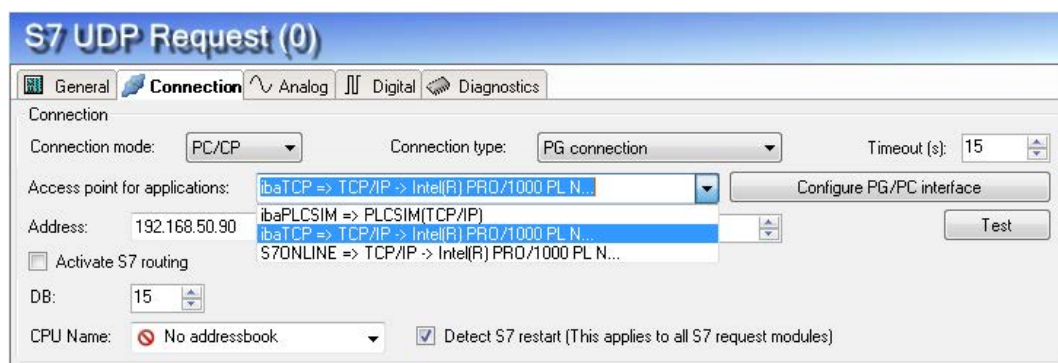 S7 UDP Request (0)
General Connection Analog Digital Diagnostics
Connection
Connection mode: PC/CP Connection type: PG connection Timeout (s): 15
Access point for applications: ibaTCP => TCP/IP -> Intel(R) PRO/1000 PL N... Configure PG/PC interface
ibaPLCSIM => PLCSIM(TCP/IP)
Address: 192.168.50.90 ibaTCP => TCP/IP -> Intel(R) PRO/1000 PL N... Test
S7ONLINE => TCP/IP -> Intel(R) PRO/1000 PL N...
Activate S7 routing
DB: 15
CPU Name: No addressbook Detect S7 restart (This applies to all S7 request modules)